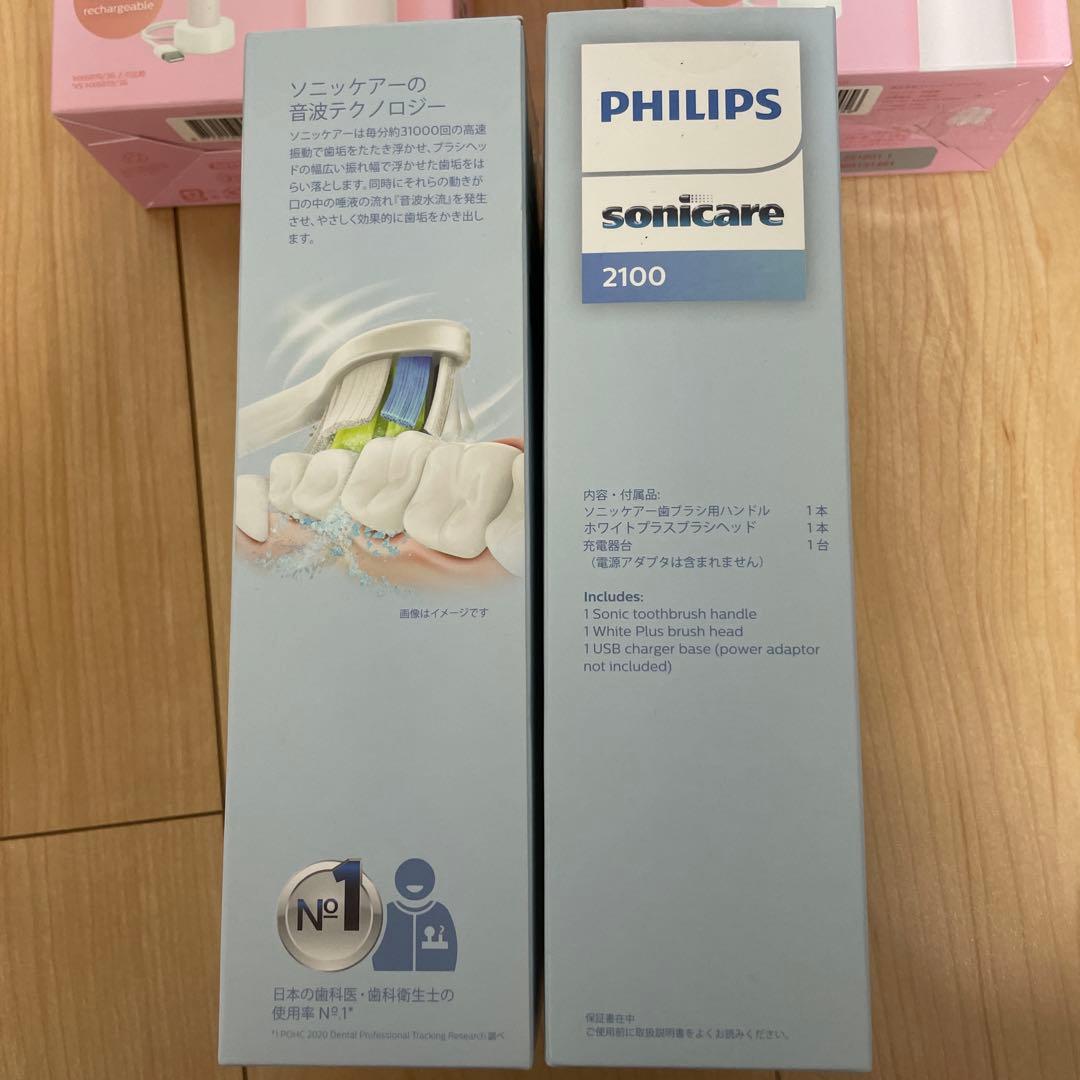 rechargeable
ソニッケアーの
音波テクノロジー
ソニッケアーは毎分約31000回の高速
振動で歯垢をたたき浮かせ、ブラシヘッ
ドの幅広い振れ幅で浮かせた歯垢をは
らい落とします。同時にそれらの動きが
口の中の唾液の流れ『音波水流』を発生
させ、やさしく効果的に歯垢をかき出し
ます。
画像はイメージです
Nº1
日本の歯科医・歯科衛生士の
使用率 Nº.1*
*1 POHC 2020 Dental Professional Tracking Research 調べ
PHILIPS
sonicare
2100
内容・付属品:
ソニッケアー歯ブラシ用ハンドル 1本
ホワイトプラスブラシヘッド 1本
充電器台 1台
（電源アダプタは含まれません）
Includes:
1 Sonic toothbrush handle
1 White Plus brush head
1 USB charger base (power adaptor
not included)
保証書在中
ご使用前に取扱説明書をよくお読みください。